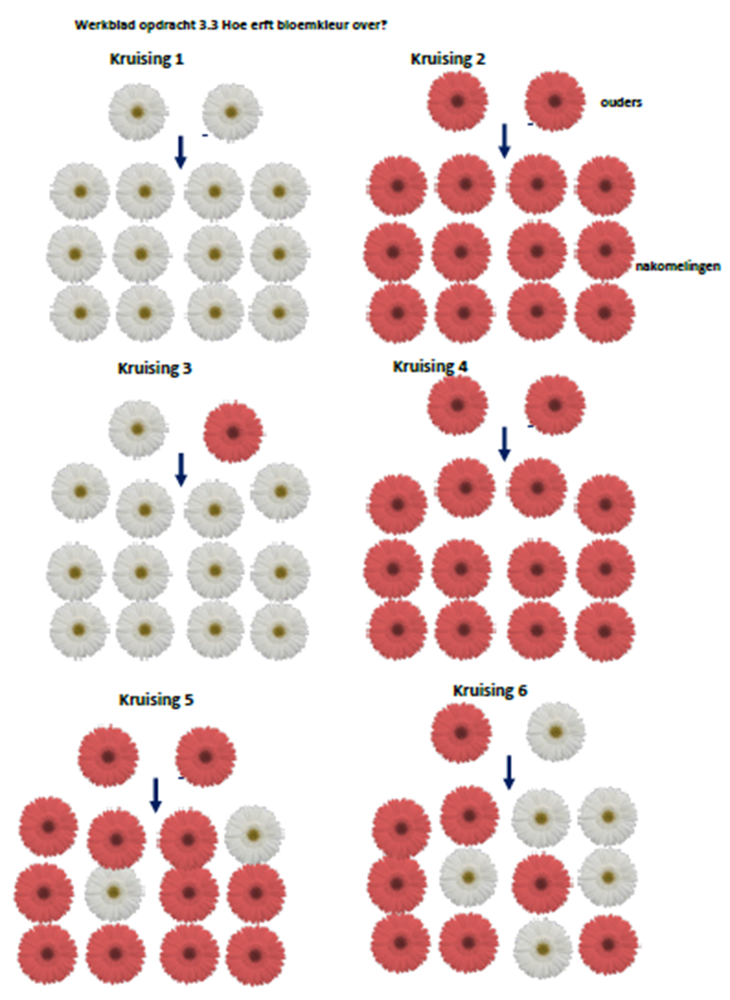 Werkblad opdracht 3.3 Hoe erft bloemkleur over?
Kruising 1
Kruising 2
ouders
nakomelingen
Kruising 3
Kruising 4
Kruising 5
Kruising 6